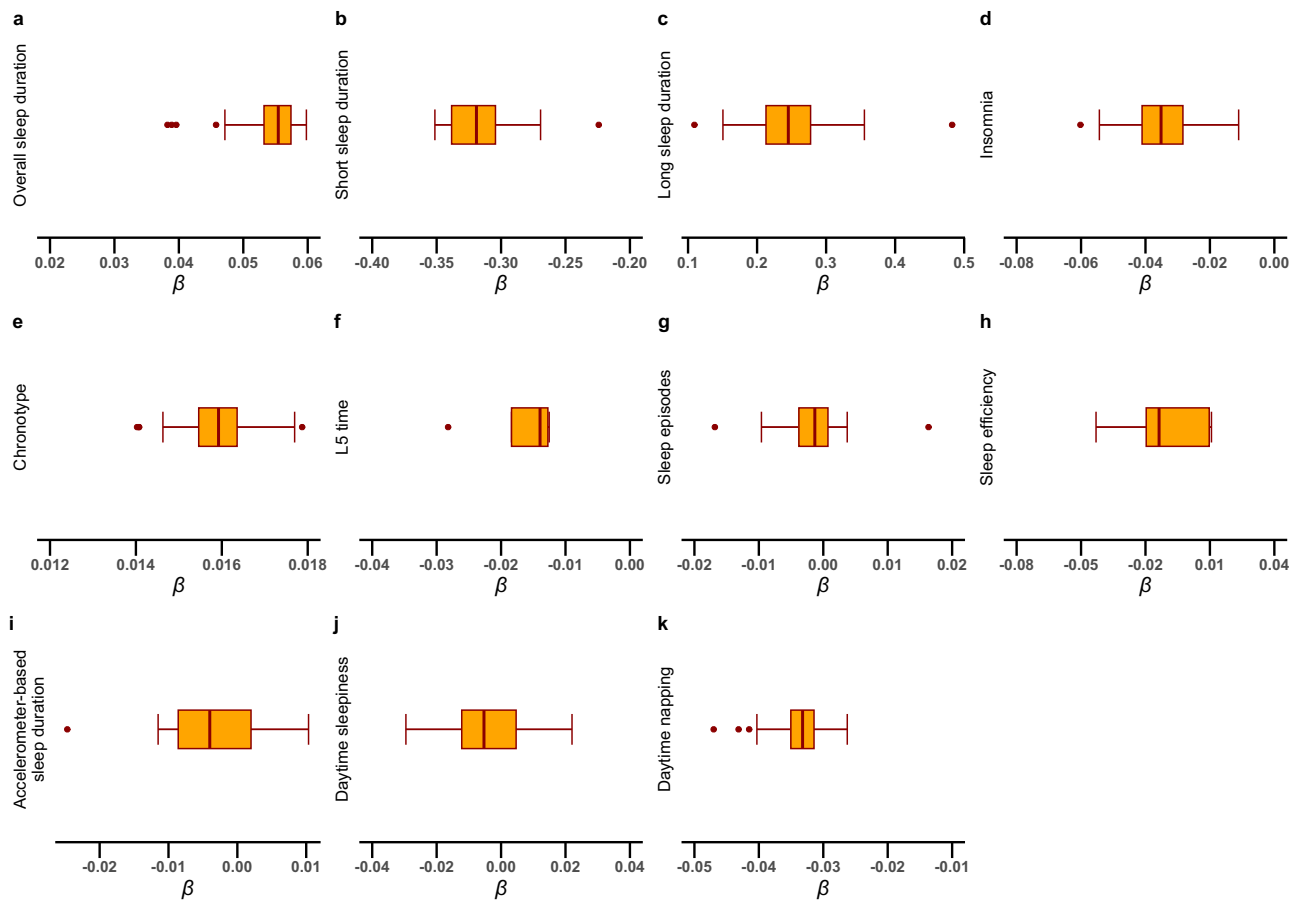 a
Overall sleep duration
0.02 0.03 0.04 0.05 0.06
β
b
Short sleep duration
-0.40 -0.35 -0.30 -0.25 -0.20
β
c
Long sleep duration
0.1 0.2 0.3 0.4 0.5
β
d
Insomnia
-0.08 -0.06 -0.04 -0.02 0.00
β
e
Chronotype
0.012 0.014 0.016 0.018
β
f
L5 time
-0.04 -0.03 -0.02 -0.01 0.00
β
g
Sleep episodes
-0.02 -0.01 0.00 0.01 0.02
β
h
Sleep efficiency
-0.08 -0.05 -0.02 0.01 0.04
β
i
Accelerometer-based
sleep duration
-0.02 -0.01 0.00 0.01
β
j
Daytime sleepiness
-0.04 -0.02 0.00 0.02 0.04
β
k
Daytime napping
-0.05 -0.04 -0.03 -0.02 -0.01
β